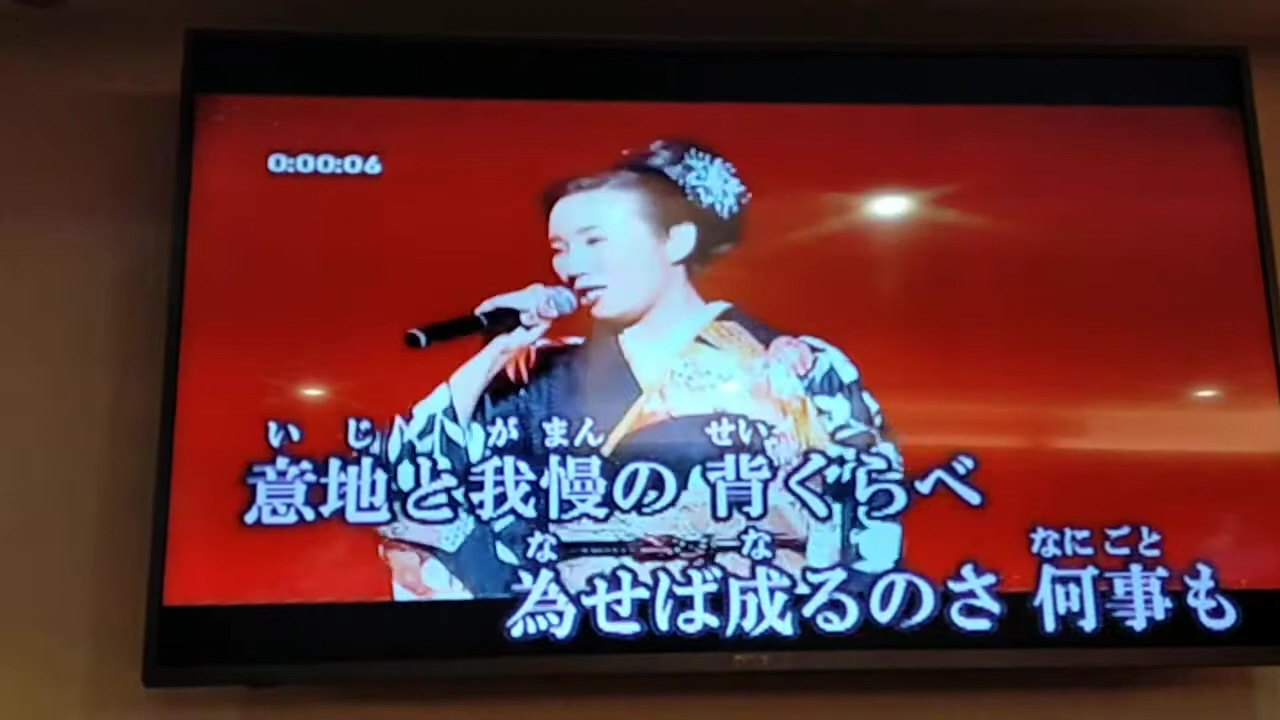 0:00:06
い じ が まん せい
意地と我慢の 背くらべ
な な なに ごと
為せば成るのさ 何事も